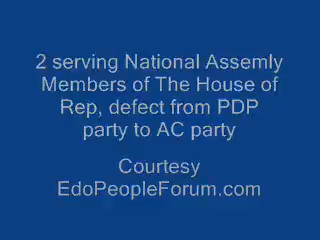 2 serving National Assemly
Members of The House of
Rep, defect from PDP
party to AC party
Courtesy
EdoPeopleForum.com